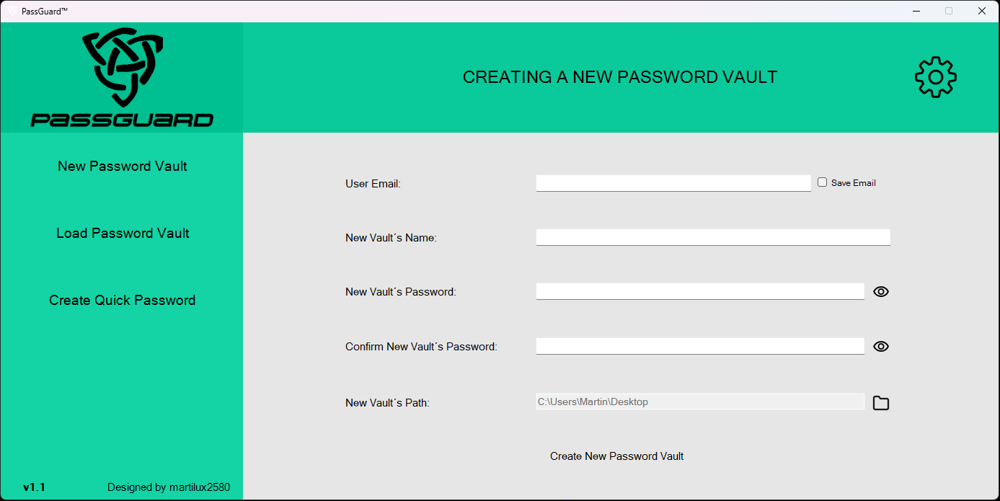 PassGuard™
PASSGUARD
CREATING A NEW PASSWORD VAULT
New Password Vault
Load Password Vault
Create Quick Password
User Email:
Save Email
New Vault´s Name:
New Vault´s Password:
Confirm New Vault´s Password:
New Vault´s Path:
C:\Users\Martin\Desktop
Create New Password Vault
v1.1
Designed by martilux2580